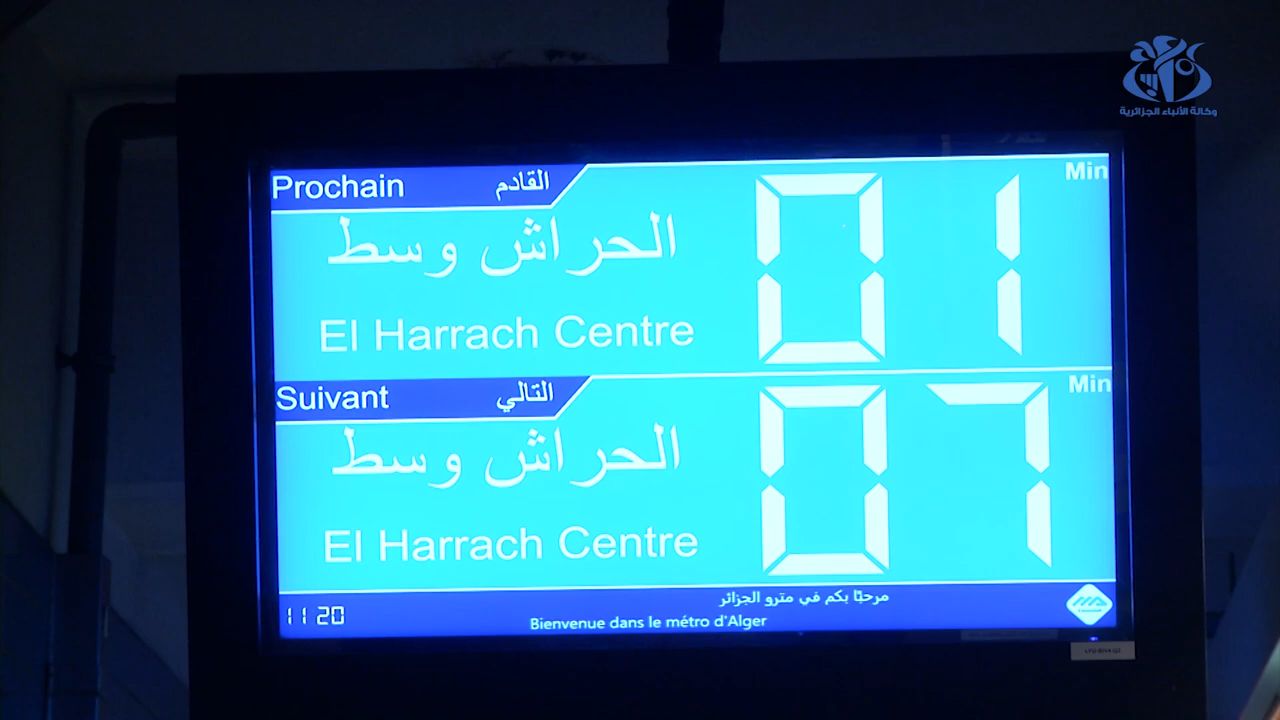 وكالة الأنباء الجزائرية
Prochain القادم
Min
الحراش وسط
01
El Harrach Centre
Suivant التالي
Min
الحراش وسط
07
El Harrach Centre
مرحبًا بكم في مترو الجزائر
11 20
Bienvenue dans le métro d'Alger